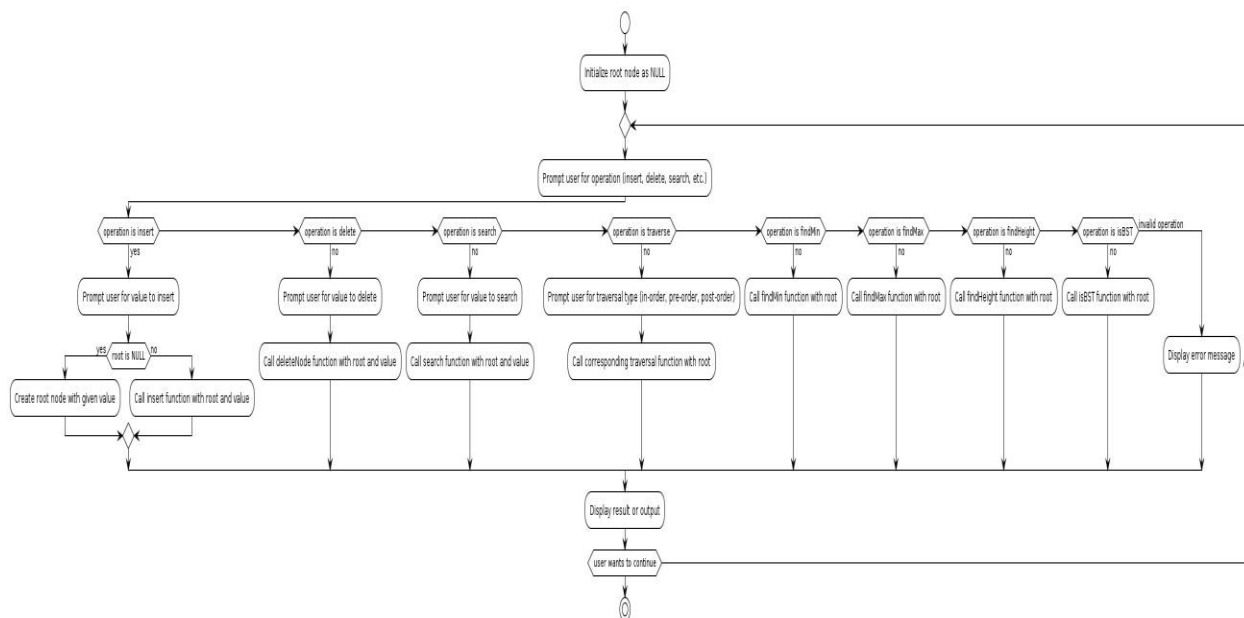 Initialize root node as NULL
Prompt user for operation (insert, delete, search, etc.)
operation is insert
operation is delete
operation is search
operation is traverse
operation is findMin
operation is findMax
operation is findHeight
operation is isBST
invalid operation
yes
no
no
no
no
no
no
no
Prompt user for value to insert
Prompt user for value to delete
Prompt user for value to search
Prompt user for traversal type (in-order, pre-order, post-order)
Call findMin function with root
Call findMax function with root
Call findHeight function with root
Call isBST function with root
yes
root is NULL
no
Call deleteNode function with root and value
Call search function with root and value
Call corresponding traversal function with root
Display error message
Create root node with given value
Call insert function with root and value
Display result or output
user wants to continue